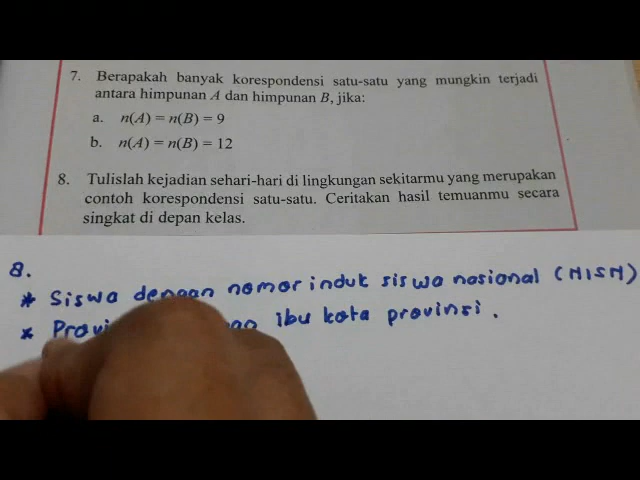 7. Berapakah banyak korespondensi satu-satu yang mungkin terjadi
antara himpunan A dan himpunan B, jika:
a. n(A) = n(B) = 9
b. n(A) = n(B) = 12
8. Tulislah kejadian sehari-hari di lingkungan sekitarmu yang merupakan
contoh korespondensi satu-satu. Ceritakan hasil temuanmu secara
singkat di depan kelas.
8.
* Siswa dengan nomor induk siswa nasional (NISN)
* ibu kota provinsi.